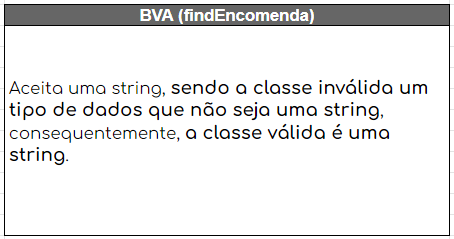 BVA (findEncomenda)
Aceita uma string, sendo a classe inválida um
tipo de dados que não seja uma string,
consequentemente, a classe válida é uma
string.